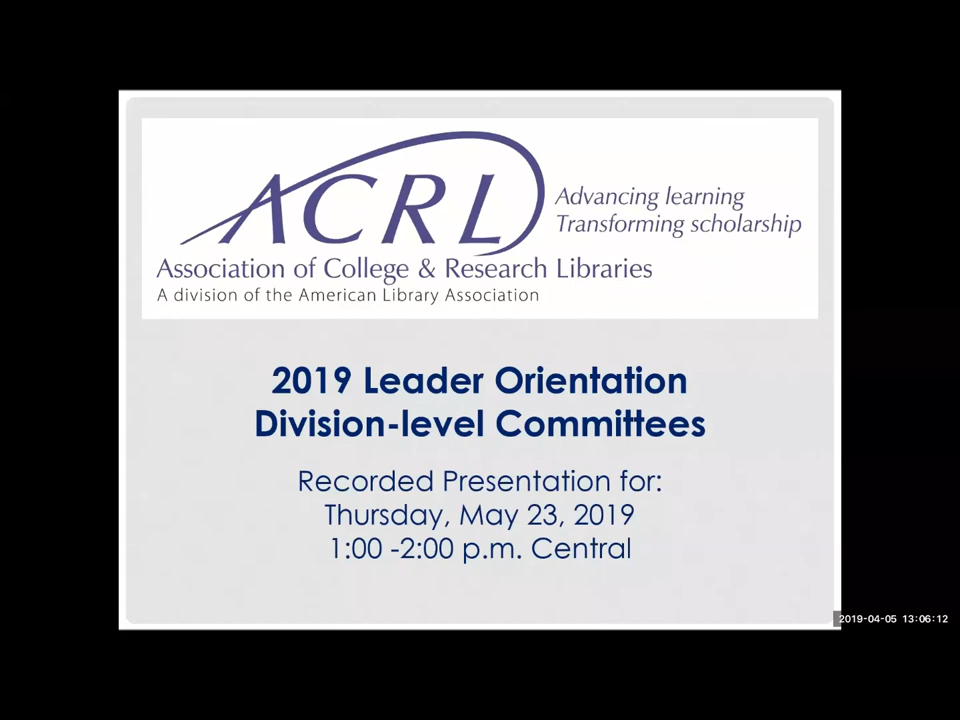 ACRL
Advancing learning
Transforming scholarship
Association of College & Research Libraries
A division of the American Library Association
2019 Leader Orientation
Division-level Committees
Recorded Presentation for:
Thursday, May 23, 2019
1:00 -2:00 p.m. Central
2019-04-05 13:06:12